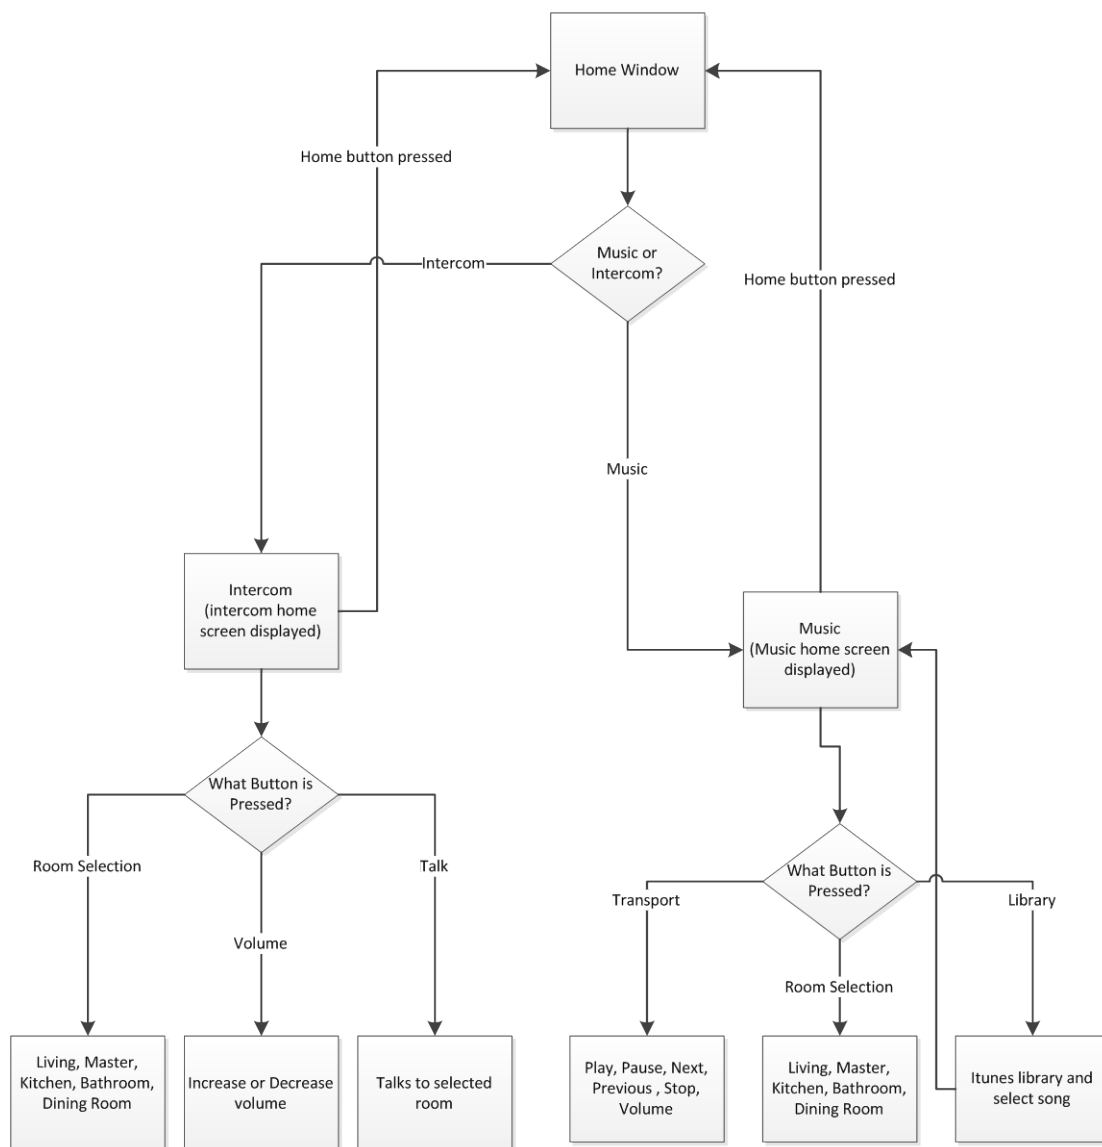 Home Window
Home button pressed
Music or
Intercom?
Intercom
Home button pressed
Music
Intercom
(intercom home
screen displayed)
Music
(Music home screen
displayed)
What Button is
Pressed?
Room Selection
Talk
Volume
What Button is
Pressed?
Transport
Library
Room Selection
Living, Master,
Kitchen, Bathroom,
Dining Room
Increase or Decrease
volume
Talks to selected
room
Play, Pause, Next,
Previous , Stop,
Volume
Living, Master,
Kitchen, Bathroom,
Dining Room
Itunes library and
select song